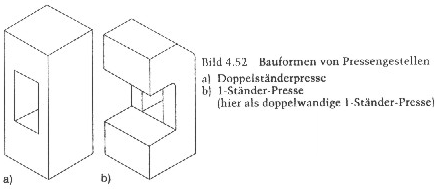 Bild 4.52 Bauformen von Pressengestellen
a) Doppelständerpresse
b) 1-Ständer-Presse
(hier als doppelwandige 1-Ständer-Presse)
a)
b)